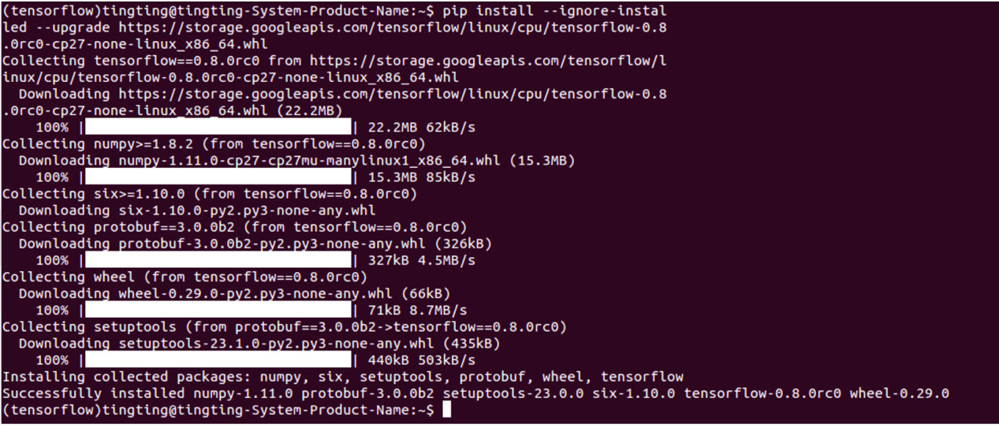 (tensorflow)tingting@tingting-System-Product-Name:~$ pip install --ignore-instal
led --upgrade https://storage.googleapis.com/tensorflow/linux/cpu/tensorflow-0.8
.0rc0-cp27-none-linux_x86_64.whl
Collecting tensorflow==0.8.0rc0 from https://storage.googleapis.com/tensorflow/l
inux/cpu/tensorflow-0.8.0rc0-cp27-none-linux_x86_64.whl
  Downloading https://storage.googleapis.com/tensorflow/linux/cpu/tensorflow-0.8
.0rc0-cp27-none-linux_x86_64.whl (22.2MB)
    100% |████████████████████████████████| 22.2MB 62kB/s
Collecting numpy>=1.8.2 (from tensorflow==0.8.0rc0)
  Downloading numpy-1.11.0-cp27-cp27mu-manylinux1_x86_64.whl (15.3MB)
    100% |████████████████████████████████| 15.3MB 85kB/s
Collecting six>=1.10.0 (from tensorflow==0.8.0rc0)
  Downloading six-1.10.0-py2.py3-none-any.whl
Collecting protobuf==3.0.0b2 (from tensorflow==0.8.0rc0)
  Downloading protobuf-3.0.0b2-py2.py3-none-any.whl (326kB)
    100% |████████████████████████████████| 327kB 4.5MB/s
Collecting wheel (from tensorflow==0.8.0rc0)
  Downloading wheel-0.29.0-py2.py3-none-any.whl (66kB)
    100% |████████████████████████████████| 71kB 8.7MB/s
Collecting setuptools (from protobuf==3.0.0b2->tensorflow==0.8.0rc0)
  Downloading setuptools-23.1.0-py2.py3-none-any.whl (435kB)
    100% |████████████████████████████████| 440kB 503kB/s
Installing collected packages: numpy, six, setuptools, protobuf, wheel, tensorflow
Successfully installed numpy-1.11.0 protobuf-3.0.0b2 setuptools-23.0.0 six-1.10.0 tensorflow-0.8.0rc0 wheel-0.29.0
(tensorflow)tingting@tingting-System-Product-Name:~$